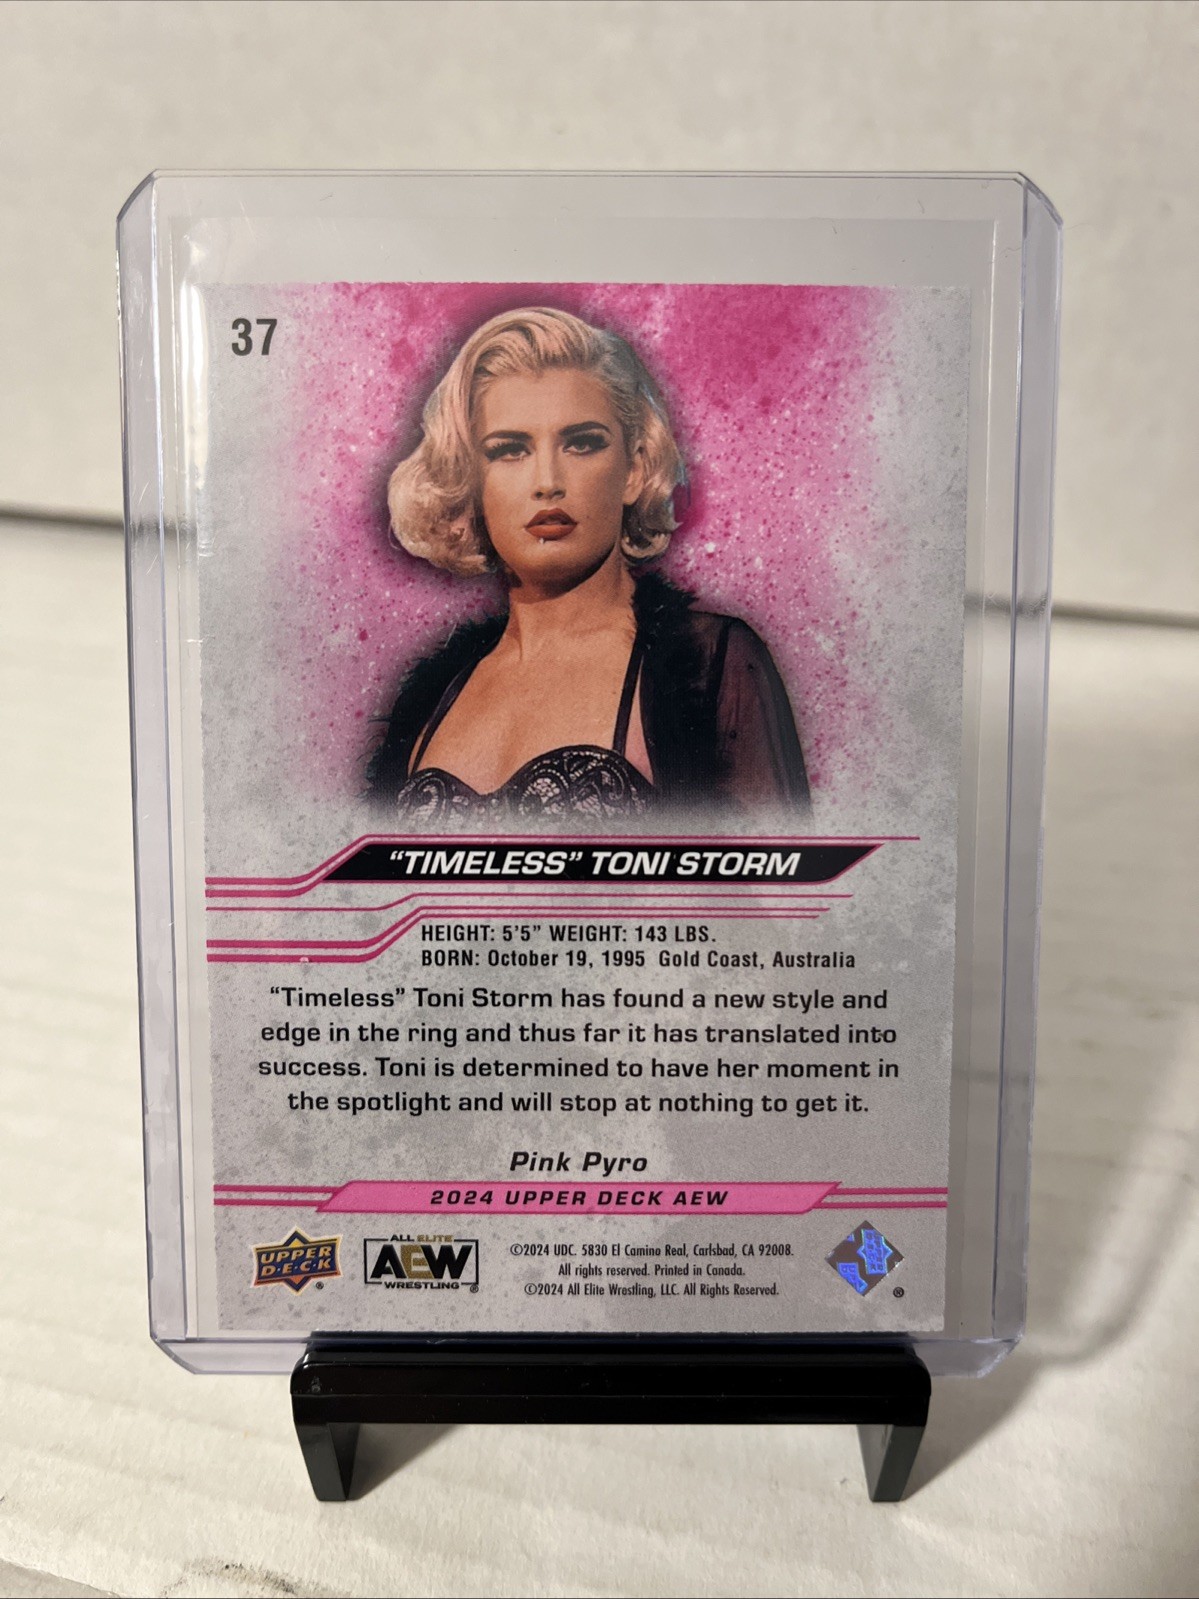 37
“TIMELESS” TONI STORM
HEIGHT: 5’5” WEIGHT: 143 LBS.
BORN: October 19, 1995 Gold Coast, Australia
“Timeless” Toni Storm has found a new style and
edge in the ring and thus far it has translated into
success. Toni is determined to have her moment in
the spotlight and will stop at nothing to get it.
Pink Pyro
2024 UPPER DECK AEW
UPPER
D·E·C·K
®
ALL ELITE
AEW
WRESTLING
®
©2024 UDC. 5830 El Camino Real, Carlsbad, CA 92008.
All rights reserved. Printed in Canada.
©2024 All Elite Wrestling, LLC. All Rights Reserved.
UPPER
DECK
®